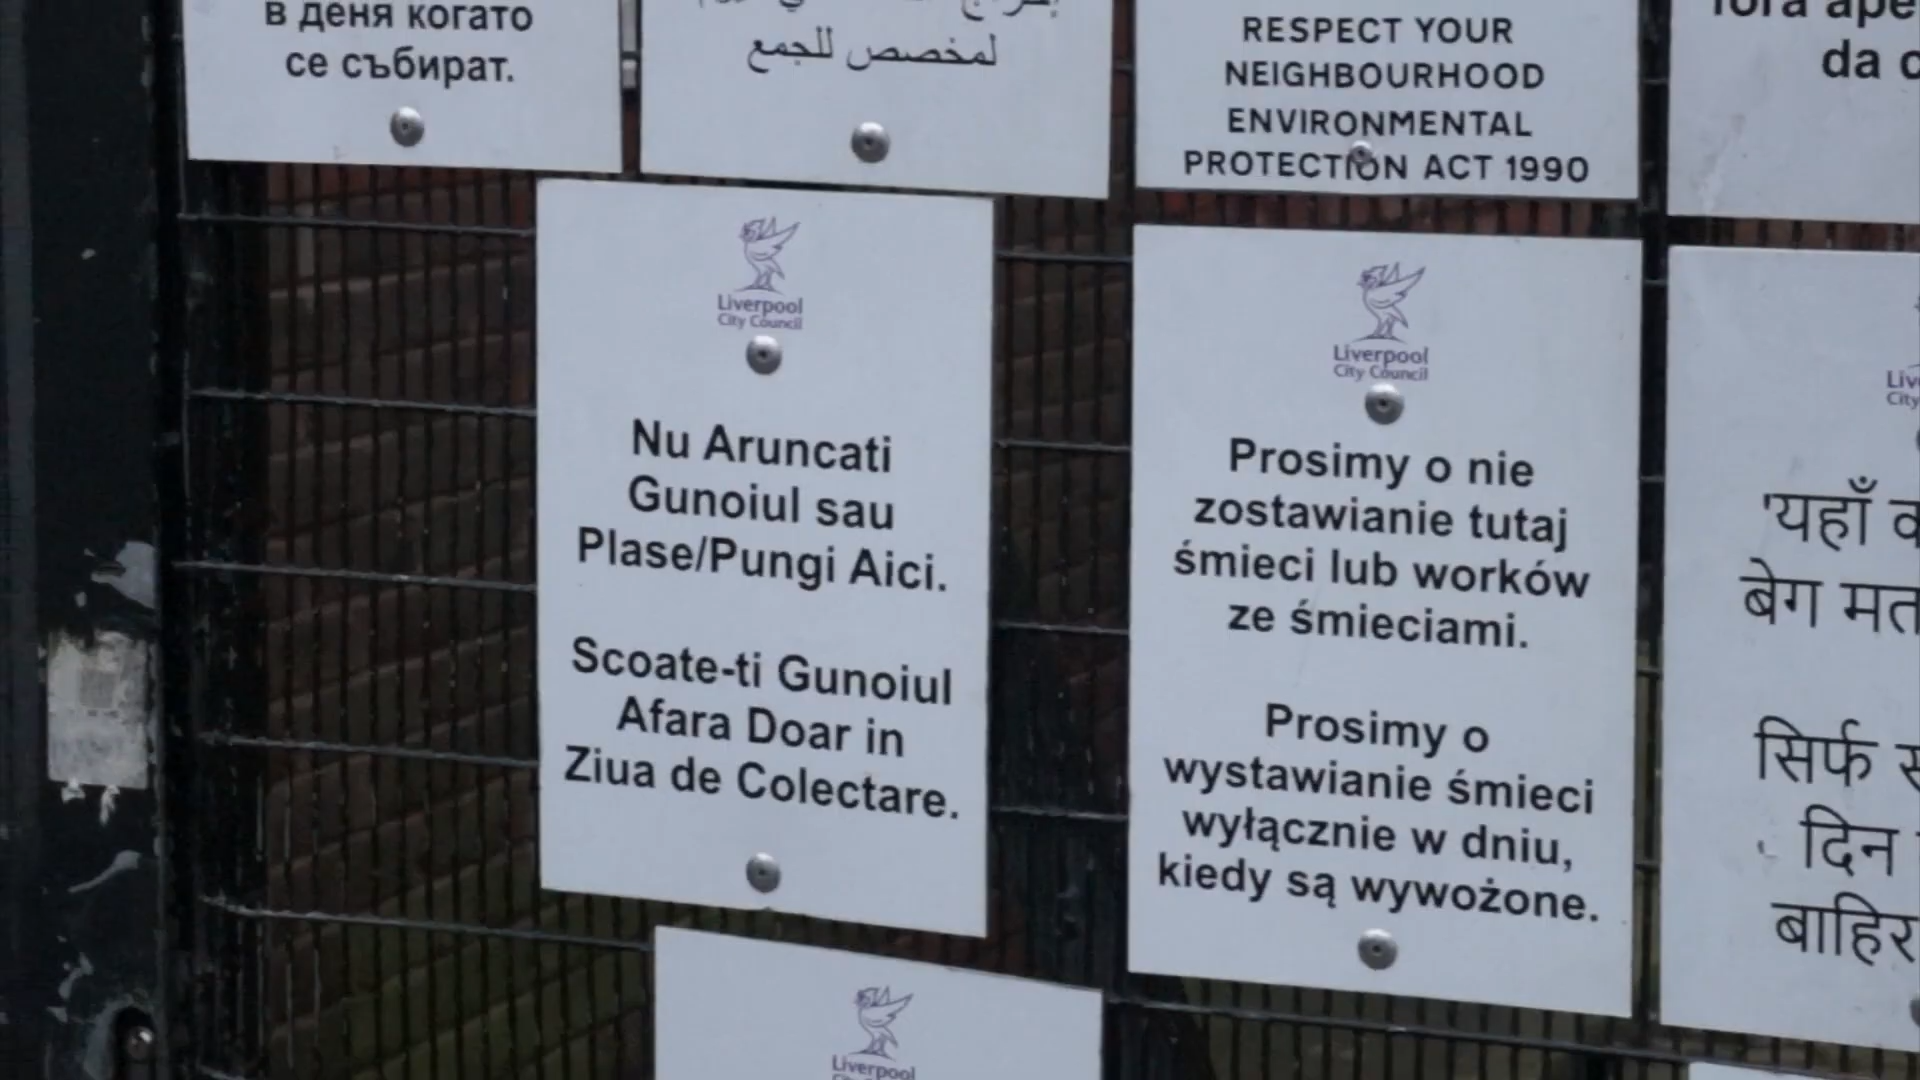 в деня когато
се събират.
لمخصص للجمع
RESPECT YOUR
NEIGHBOURHOOD
ENVIRONMENTAL
PROTECTION ACT 1990
da
Liverpool
City Council
Nu Aruncati
Gunoiul sau
Plase/Pungi Aici.
Scoate-ti Gunoiul
Afara Doar in
Ziua de Colectare.
Liverpool
City Council
Prosimy o nie
zostawianie tutaj
śmieci lub worków
ze śmieciami.
Prosimy o
wystawianie śmieci
wyłącznie w dniu,
kiedy są wywożone.
City
'यहाँ
बेग मत
सिर्फ
दिन
बाहिर
Liverpool